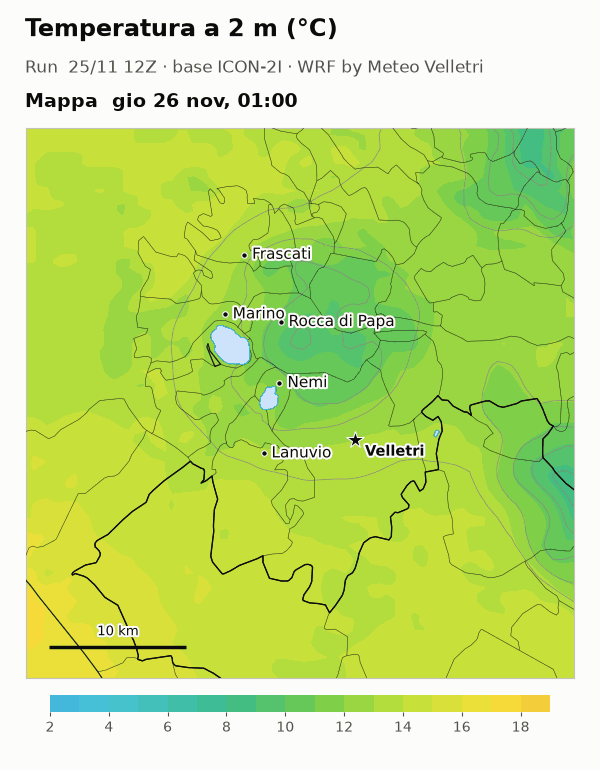 Temperatura a 2 m (°C)
Run  25/11 12Z · base ICON-2I · WRF by Meteo Velletri
Mappa  gio 26 nov, 01:00
Frascati
Marino
Rocca di Papa
Nemi
Velletri
Lanuvio
10 km
2 4 6 8 10 12 14 16 18